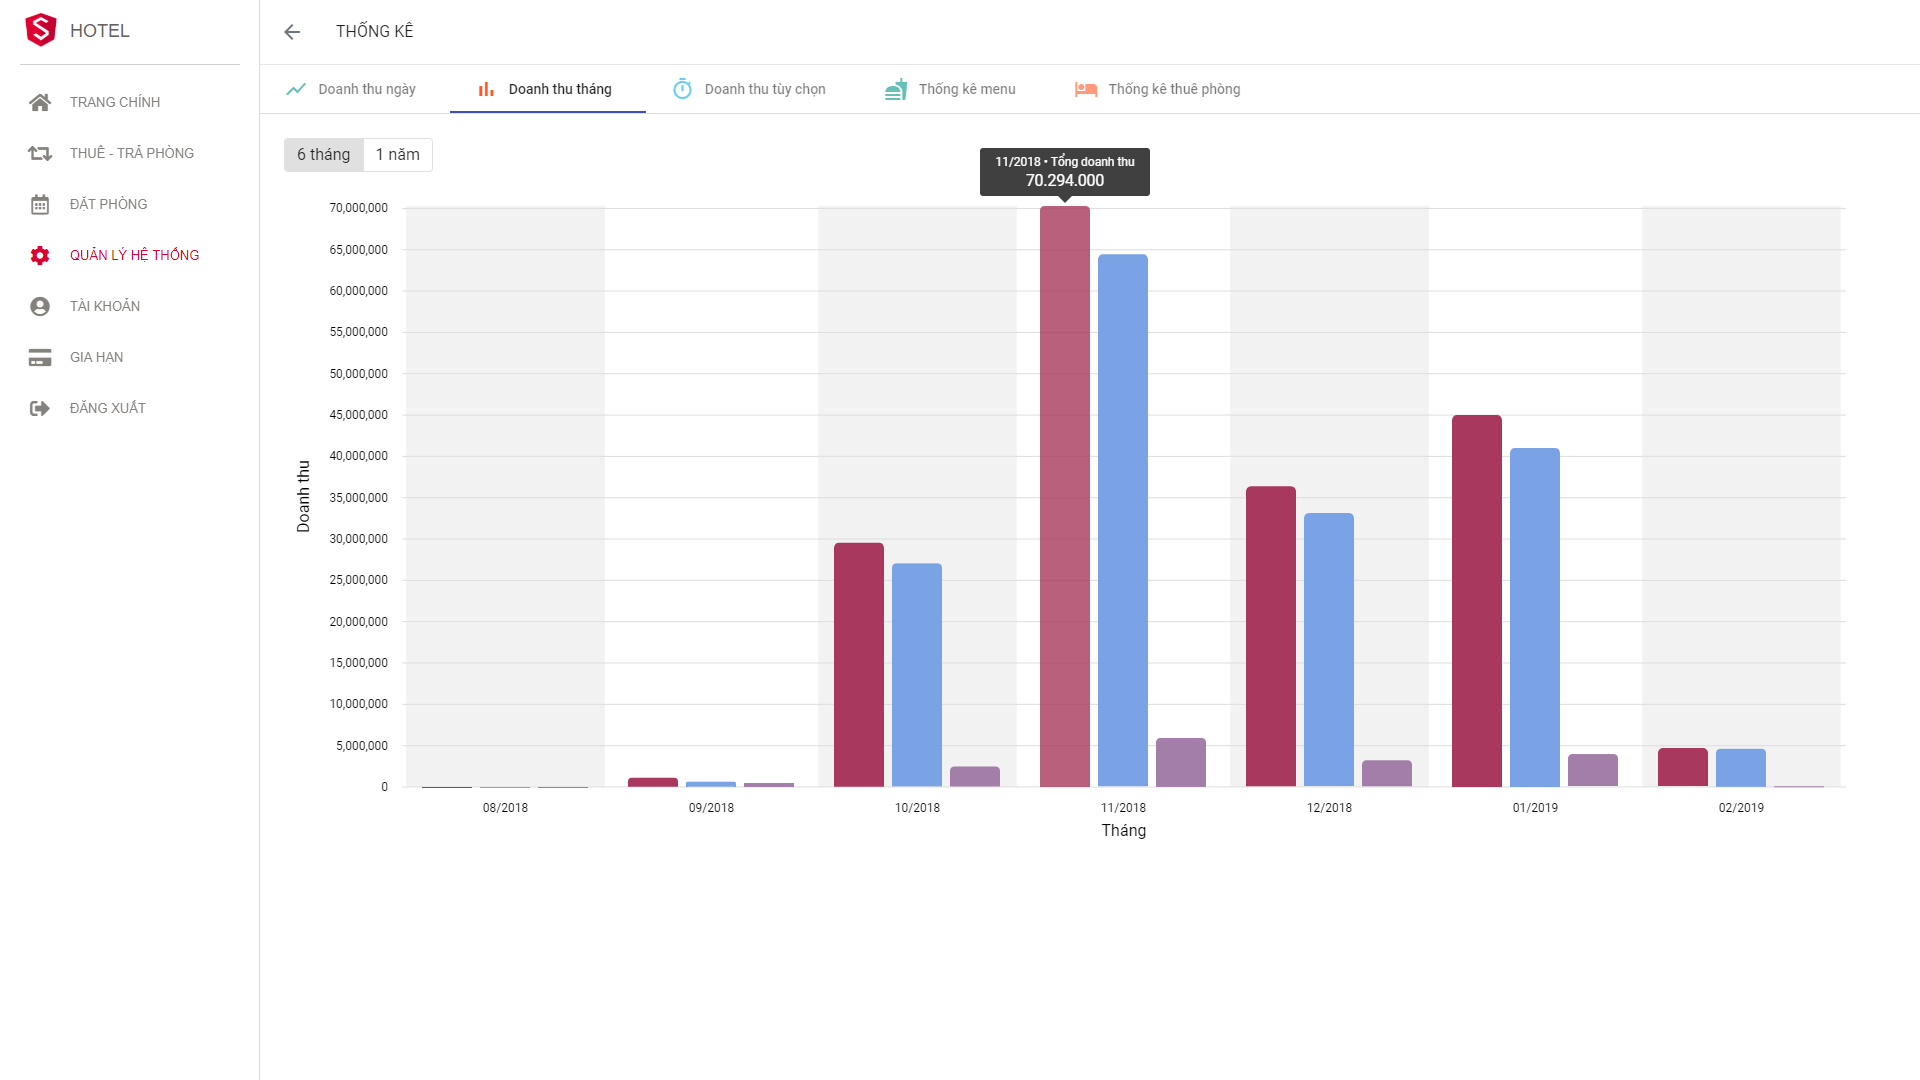 HOTEL
TRANG CHÍNH
THUÊ - TRẢ PHÒNG
ĐẶT PHÒNG
QUẢN LÝ HỆ THỐNG
TÀI KHOẢN
GIA HẠN
ĐĂNG XUẤT
THỐNG KÊ
Doanh thu ngày
Doanh thu tháng
Doanh thu tùy chọn
Thống kê menu
Thống kê thuê phòng
6 tháng
1 năm
11/2018 • Tổng doanh thu
70.294.000
70,000,000
65,000,000
60,000,000
55,000,000
50,000,000
45,000,000
40,000,000
35,000,000
30,000,000
25,000,000
20,000,000
15,000,000
10,000,000
5,000,000
0
Doanh thu
08/2018
09/2018
10/2018
11/2018
12/2018
01/2019
02/2019
Tháng